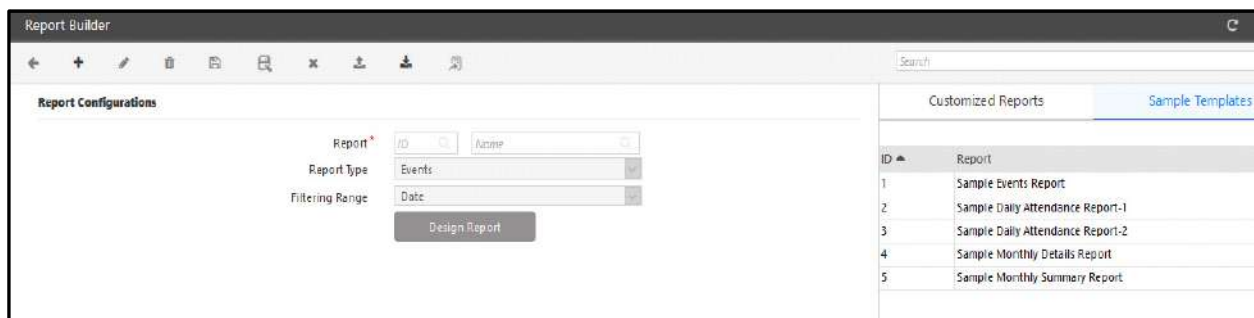 Report Builder
Search
Report Configurations
Customized Reports
Sample Templates
Report*
ID
Name
Report Type
Events
Filtering Range
Date
Design Report
ID Report
1 Sample Events Report
2 Sample Daily Attendance Report-1
3 Sample Daily Attendance Report-2
4 Sample Monthly Details Report
5 Sample Monthly Summary Report